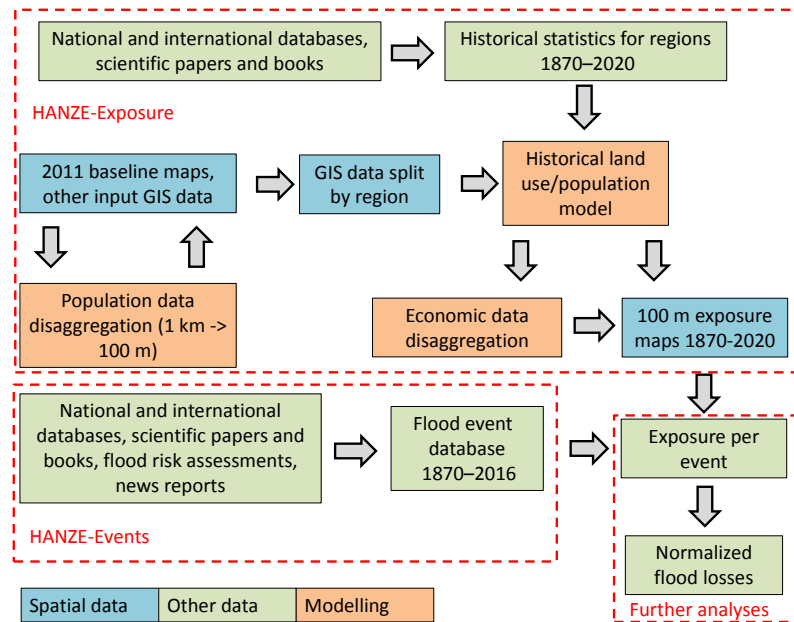 National and international databases,
scientific papers and books
Historical statistics for regions
1870–2020
HANZE-Exposure
2011 baseline maps,
other input GIS data
GIS data split
by region
Historical land
use/population
model
Population data
disaggregation (1 km ->
100 m)
Economic data
disaggregation
100 m exposure
maps 1870-2020
National and international
databases, scientific papers and
books, flood risk assessments,
news reports
Flood event
database
1870–2016
Exposure per
event
HANZE-Events
Normalized
flood losses
Further analyses
Spatial data
Other data
Modelling